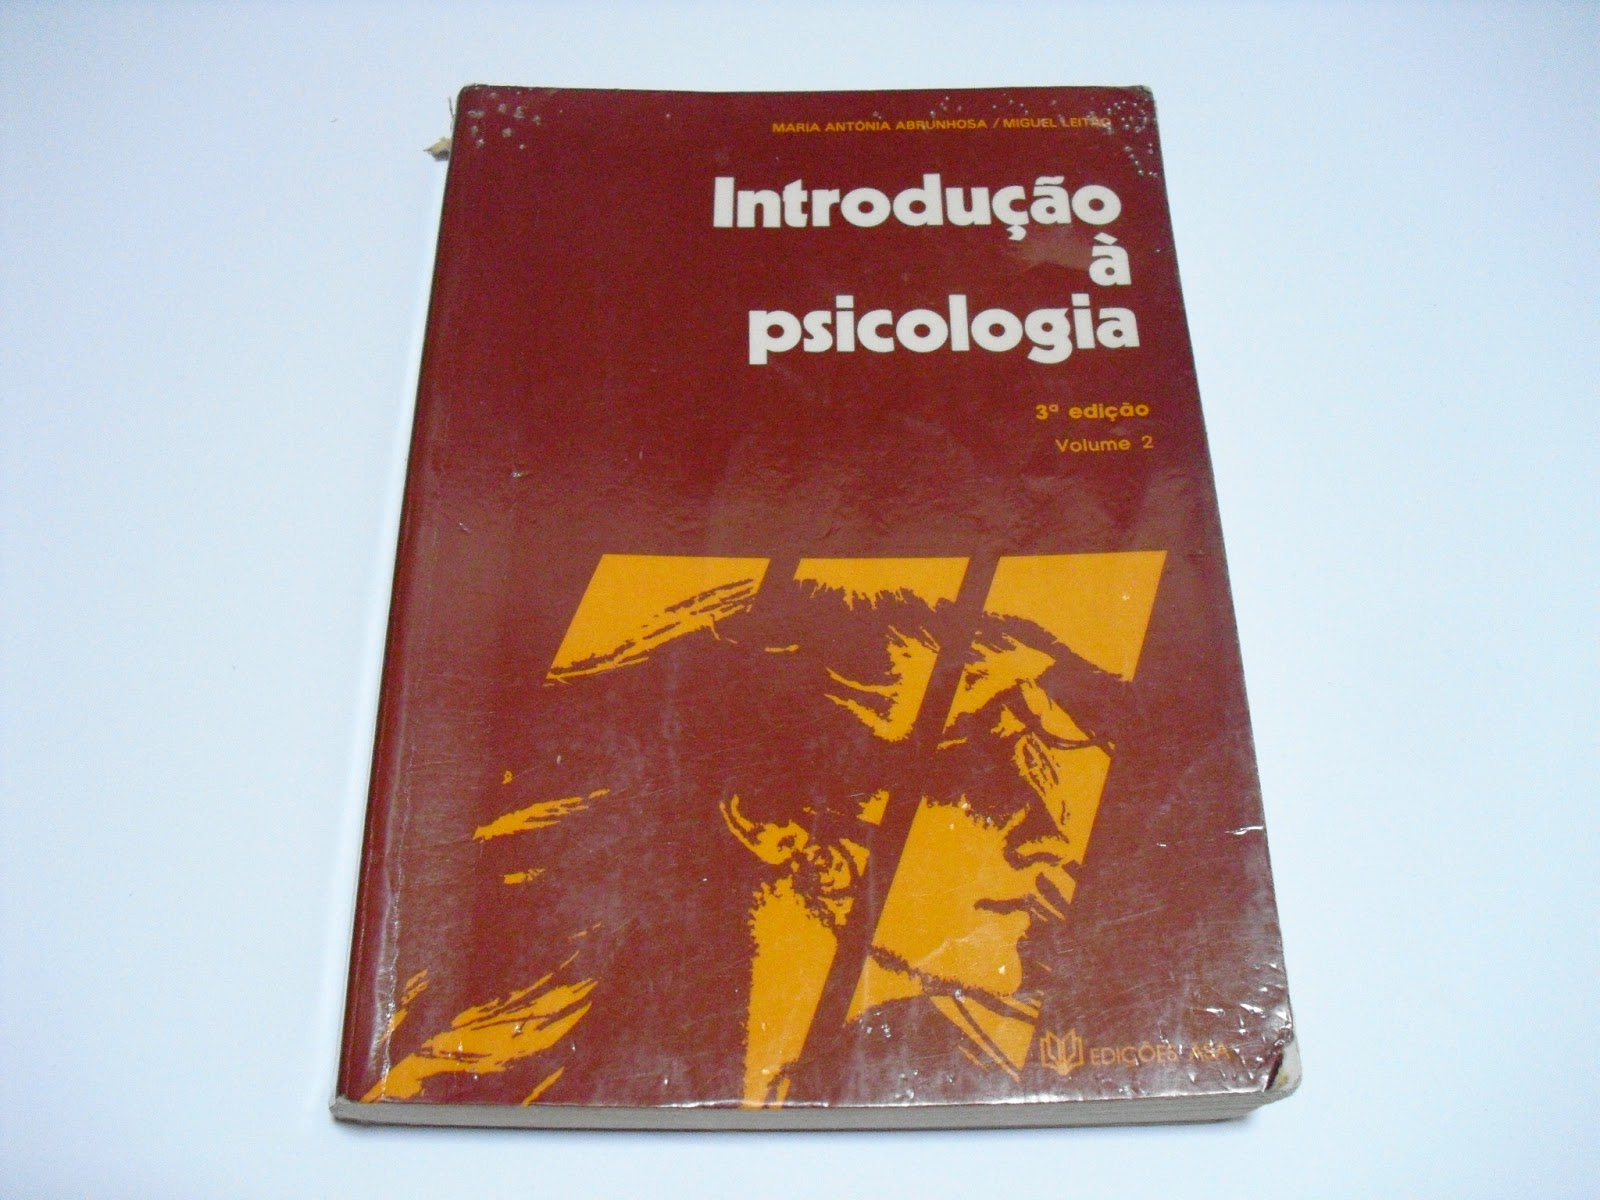 MARIA ANTÓNIA ABRUNHOSA / MIGUEL LEITÃO
Introdução
à
psicologia
3ª edição
Volume 2
EDIÇÕES ASA